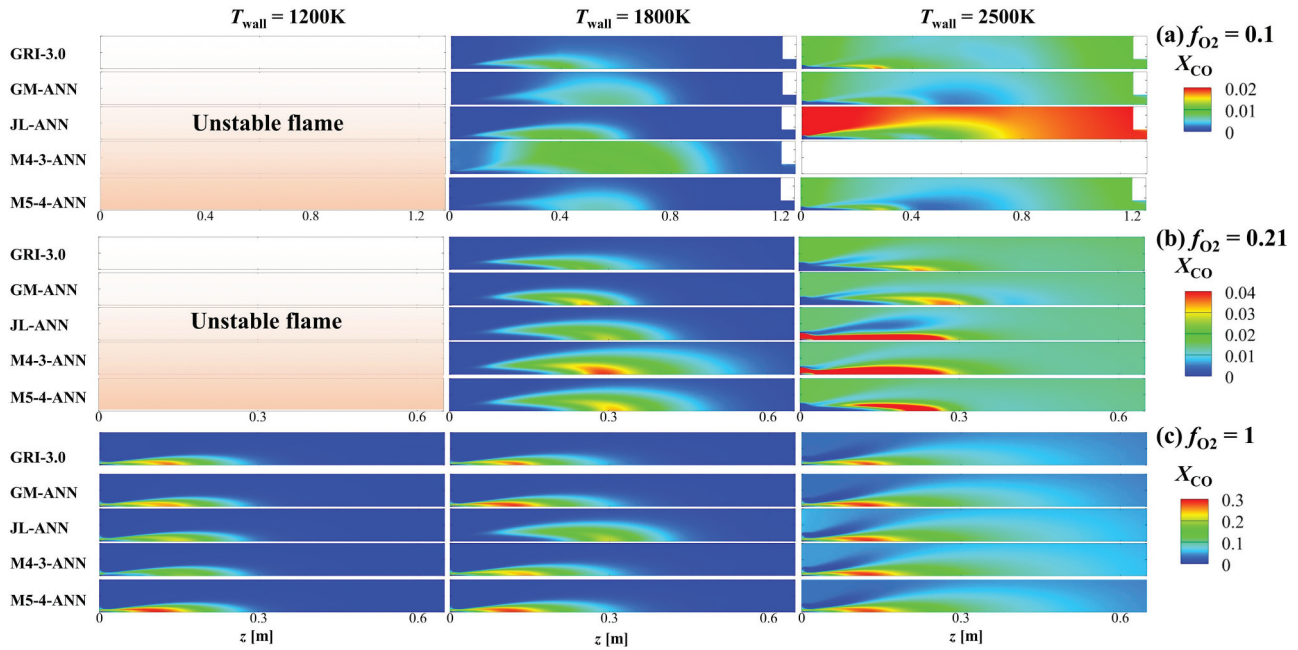 T_wall = 1200K T_wall = 1800K T_wall = 2500K
(a) f_O2 = 0.1
GRI-3.0
GM-ANN
JL-ANN
M4-3-ANN
M5-4-ANN
Unstable flame
X_CO
0.02
0.01
0
0 0.4 0.8 1.2 0 0.4 0.8 1.2 0 0.4 0.8 1.2
(b) f_O2 = 0.21
GRI-3.0
GM-ANN
JL-ANN
M4-3-ANN
M5-4-ANN
Unstable flame
X_CO
0.04
0.03
0.02
0.01
0
0 0.3 0.6 0 0.3 0.6 0 0.3 0.6
(c) f_O2 = 1
GRI-3.0
GM-ANN
JL-ANN
M4-3-ANN
M5-4-ANN
X_CO
0.3
0.2
0.1
0
0 0.3 0.6 0 0.3 0.6 0 0.3 0.6
z [m] z [m] z [m]